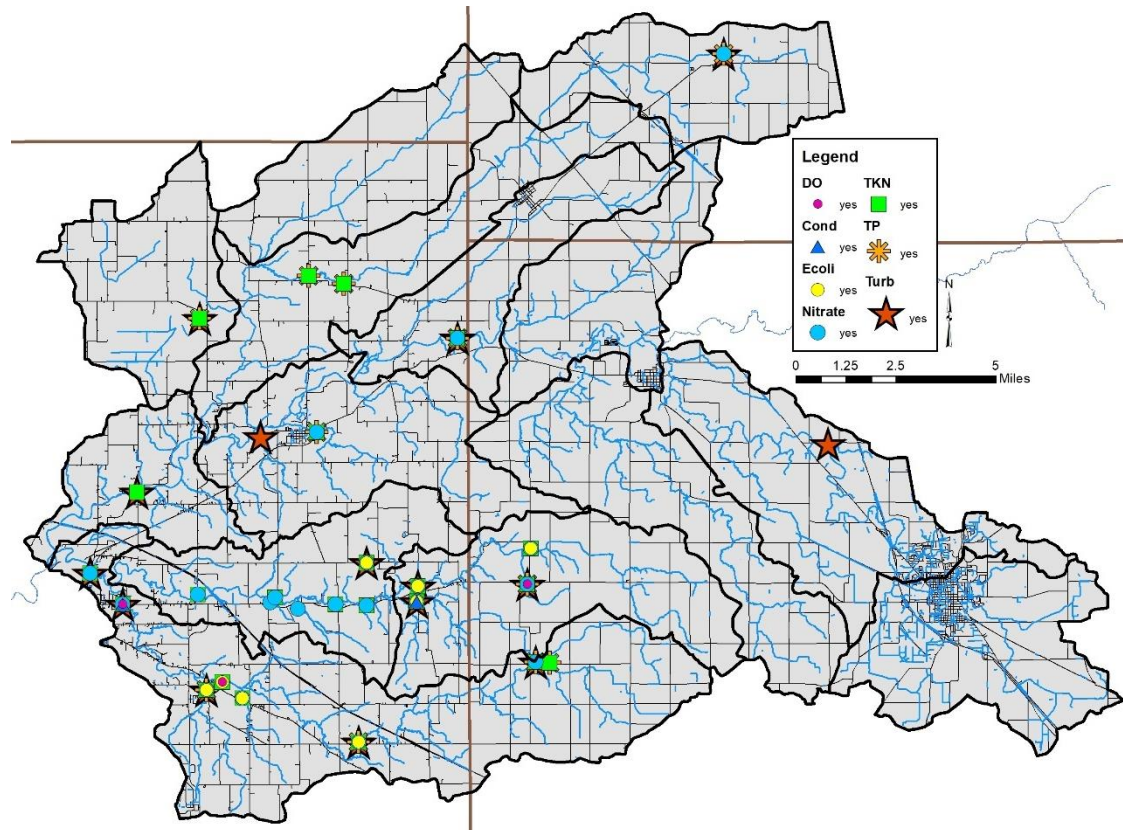 Legend
DO TKN
yes yes
Cond TP
yes yes
Ecoli Turb
yes yes
Nitrate
yes
N
0 1.25 2.5 5
Miles